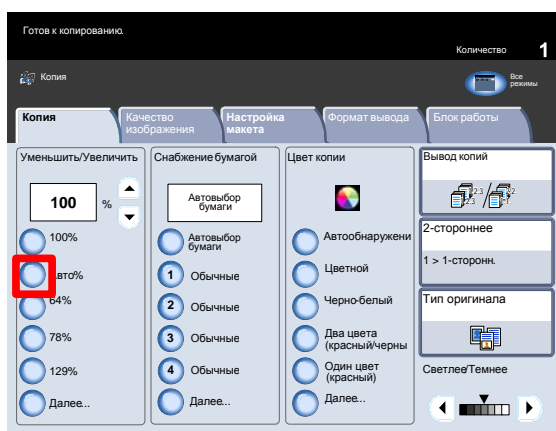 Готов к копированию.
Количество 1
Копия
Все режимы
Копия
Качество изображения
Настройка макета
Формат вывода
Блок работы
Уменьшить/Увеличить
100 %
100%
Авто%
64%
78%
129%
Далее...
Снабжение бумагой
Автовыбор бумаги
Автовыбор бумаги
1 Обычные
2 Обычные
3 Обычные
4 Обычные
Далее...
Цвет копии
Автообнаружени
Цветной
Черно-белый
Два цвета (красный/черны
Один цвет (красный)
Далее...
Вывод копий
2-стороннее
1 > 1-сторонн.
Тип оригинала
Светлее/Темнее